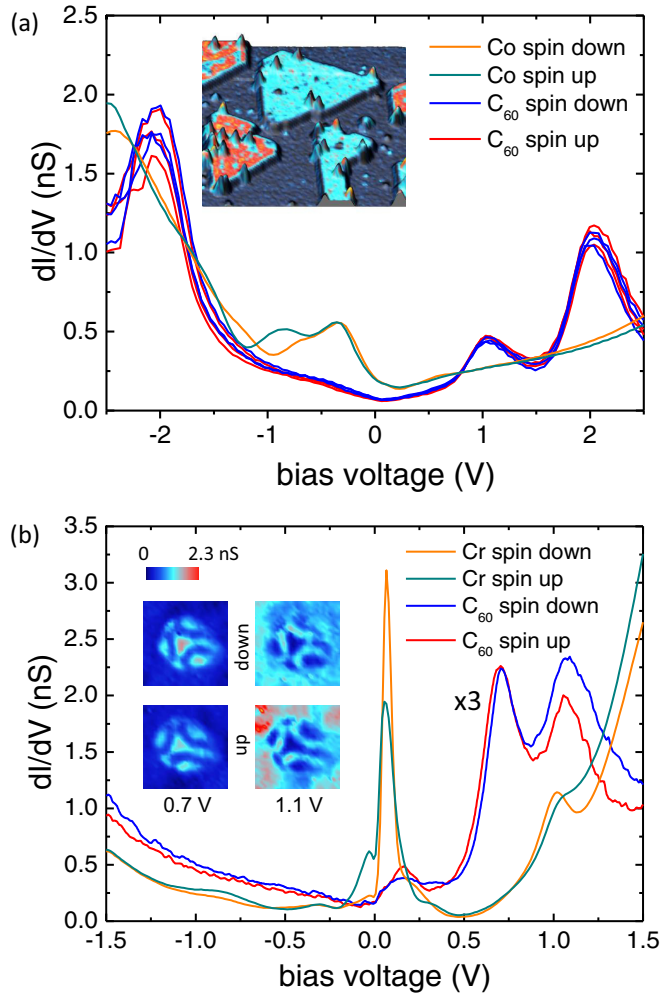 (a)
3.0
2.5
2.0
1.5
1.0
0.5
0.0
dI/dV (nS)
Co spin down
Co spin up
C₆₀ spin down
C₆₀ spin up
-2 -1 0 1 2
bias voltage (V)
(b)
3.5
3.0
2.5
2.0
1.5
1.0
0.5
0.0
dI/dV (nS)
0 2.3 nS
down
up
0.7 V 1.1 V
Cr spin down
Cr spin up
C₆₀ spin down
C₆₀ spin up
x3
-1.5 -1.0 -0.5 0.0 0.5 1.0 1.5
bias voltage (V)